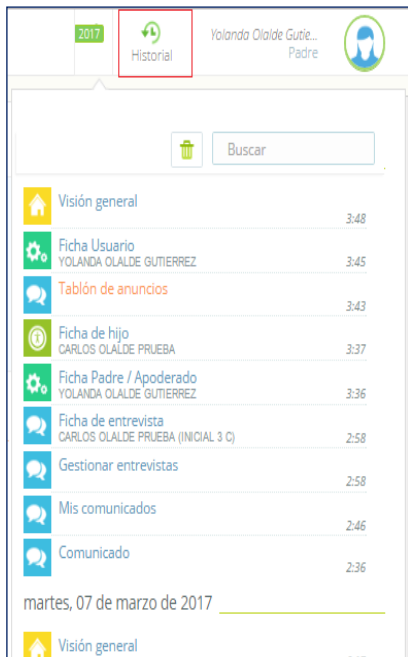 2017
Historial
Yolanda Olalde Gutie...
Padre
Buscar
Visión general
3:48
Ficha Usuario
YOLANDA OLALDE GUTIERREZ
3:45
Tablón de anuncios
3:43
Ficha de hijo
CARLOS OLALDE PRUEBA
3:37
Ficha Padre / Apoderado
YOLANDA OLALDE GUTIERREZ
3:36
Ficha de entrevista
CARLOS OLALDE PRUEBA (INICIAL 3 C)
2:58
Gestionar entrevistas
2:58
Mis comunicados
2:46
Comunicado
2:36
martes, 07 de marzo de 2017
Visión general